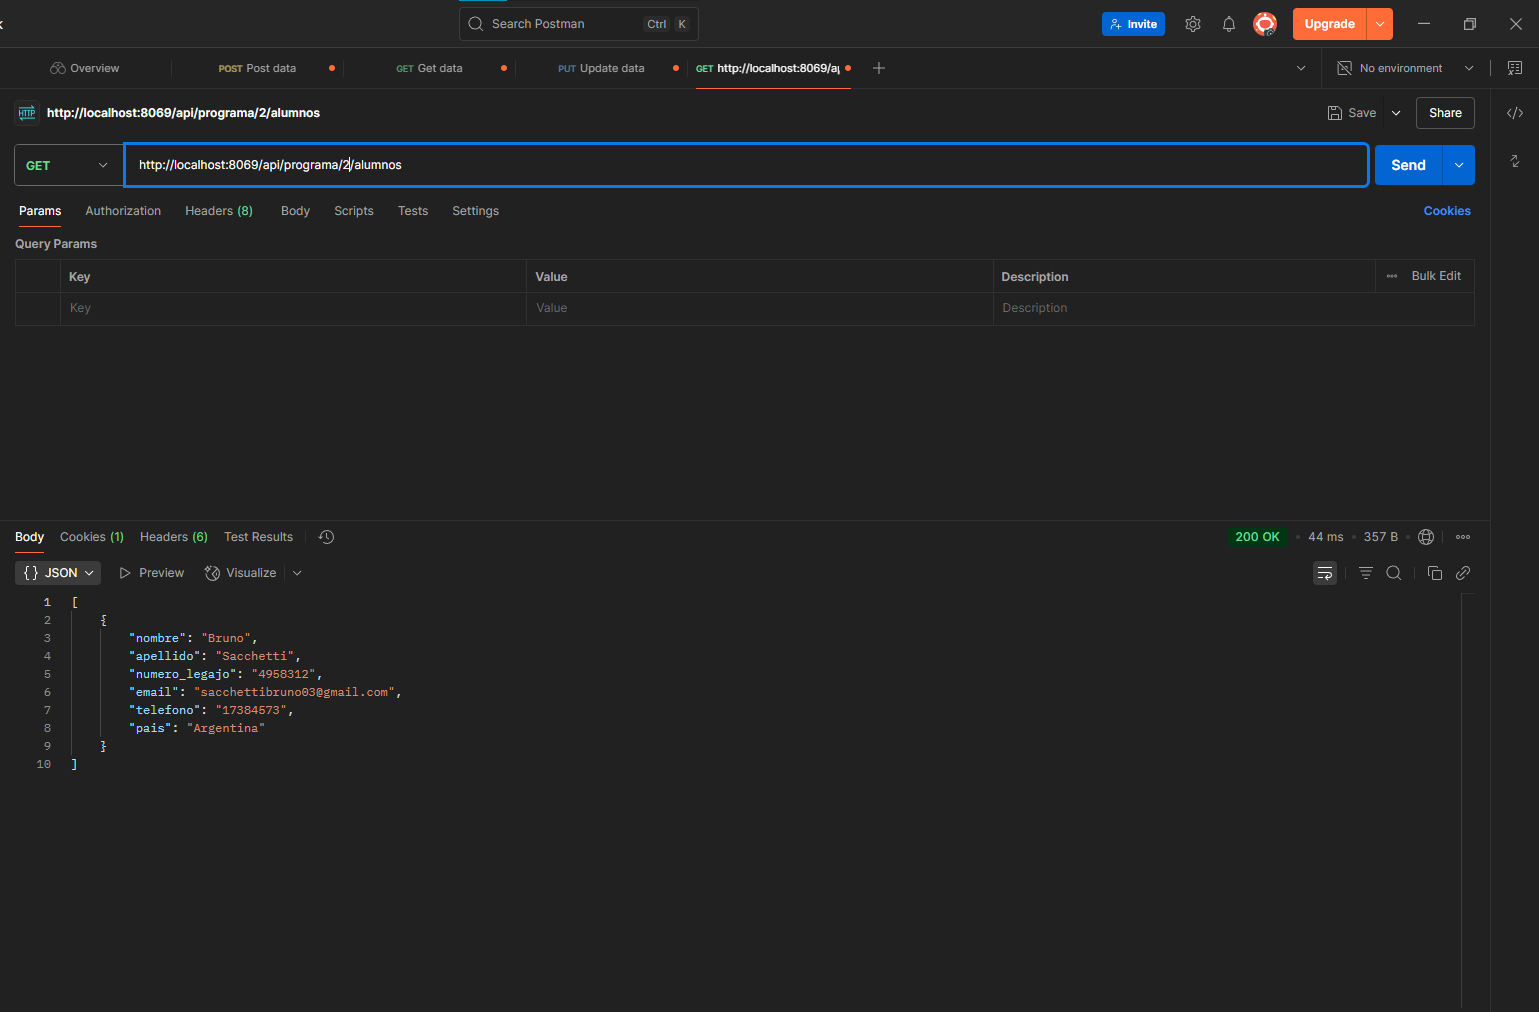 Search Postman Ctrl K Invite Upgrade
Overview POST Post data GET Get data PUT Update data GET http://localhost:8069/a No environment
HTTP http://localhost:8069/api/programa/2/alumnos Save Share
GET http://localhost:8069/api/programa/2/alumnos Send
Params Authorization Headers (8) Body Scripts Tests Settings Cookies
Query Params
Key Value Description Bulk Edit
Key Value Description
Body Cookies (1) Headers (6) Test Results 200 OK 44 ms 357 B
{} JSON Preview Visualize
1 [
2 {
3 "nombre": "Bruno",
4 "apellido": "Sacchetti",
5 "numero_legajo": "4958312",
6 "email": "sacchettibruno03@gmail.com",
7 "telefono": "17384573",
8 "pais": "Argentina"
9 }
10 ]